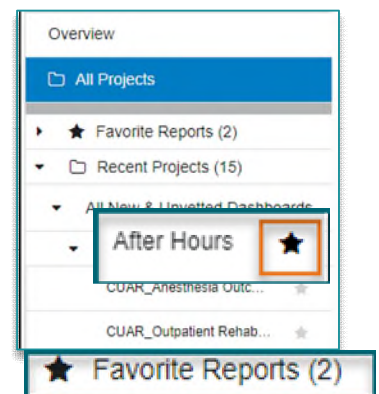 Overview
All Projects
Favorite Reports (2)
Recent Projects (15)
All New & Unvetted Dashboards
After Hours
CUAR_Anesthesia Outc...
CUAR_Outpatient Rehab...
Favorite Reports (2)